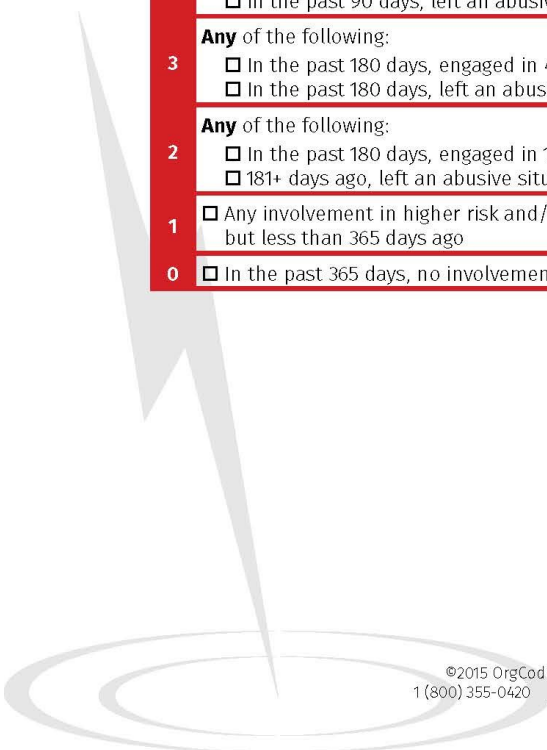 ☐ In the past 90 days, left an abusiv
Any of the following:
3
☐ In the past 180 days, engaged in 4
☐ In the past 180 days, left an abus
Any of the following:
2
☐ In the past 180 days, engaged in 1
☐ 181+ days ago, left an abusive situ
1
☐ Any involvement in higher risk and/
but less than 365 days ago
0
☐ In the past 365 days, no involvemen
©2015 OrgCod
1 (800) 355-0420